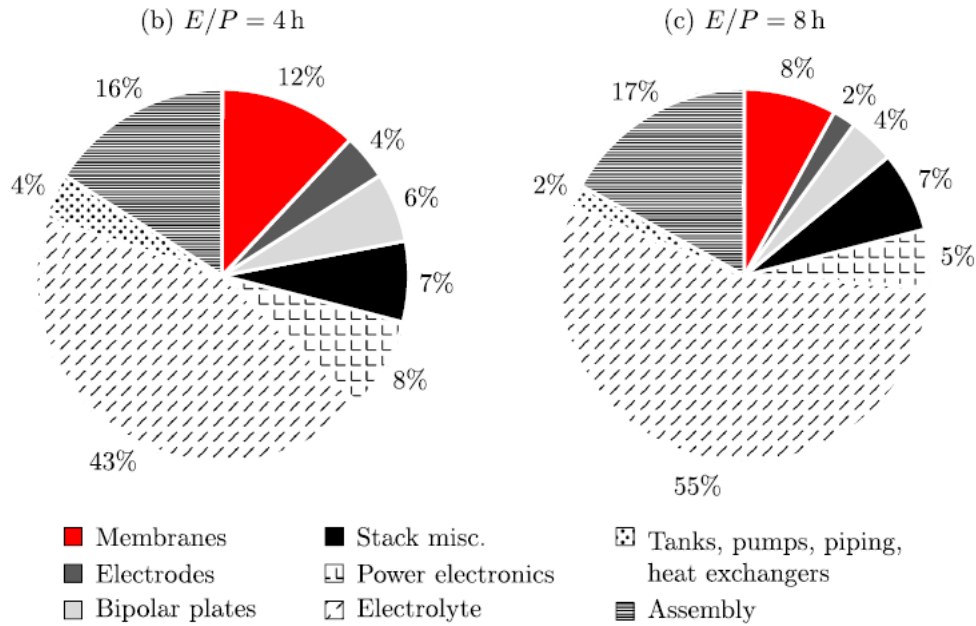 (b) E/P = 4 h
(c) E/P = 8 h
16%
12%
4%
6%
7%
8%
43%
4%
17%
8%
2%
4%
7%
5%
55%
2%
Membranes
Electrodes
Bipolar plates
Stack misc.
Power electronics
Electrolyte
Tanks, pumps, piping,
heat exchangers
Assembly